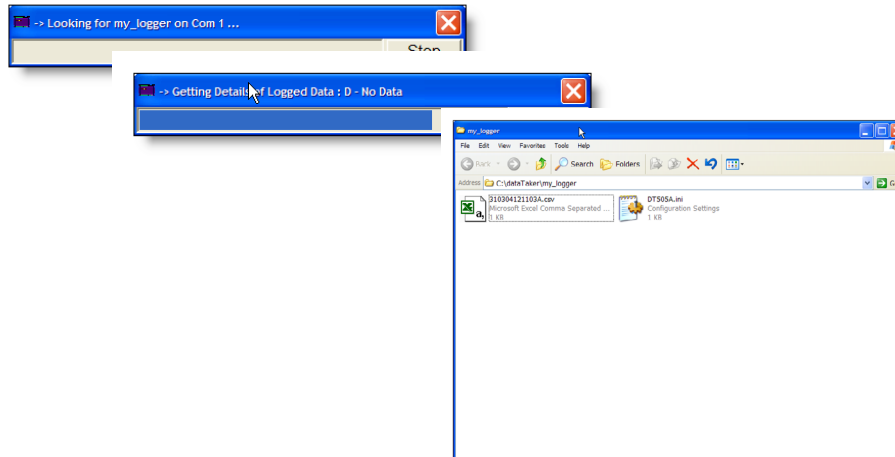 -> Looking for my_logger on Com 1 ...
Stop
-> Getting Details of Logged Data : D - No Data
my_logger
File Edit View Favorites Tools Help
Back Search Folders
Address C:\dataTaker\my_logger
310304121103A.csv
Microsoft Excel Comma Separated ...
1 KB
DT505A.ini
Configuration Settings
1 KB
a,